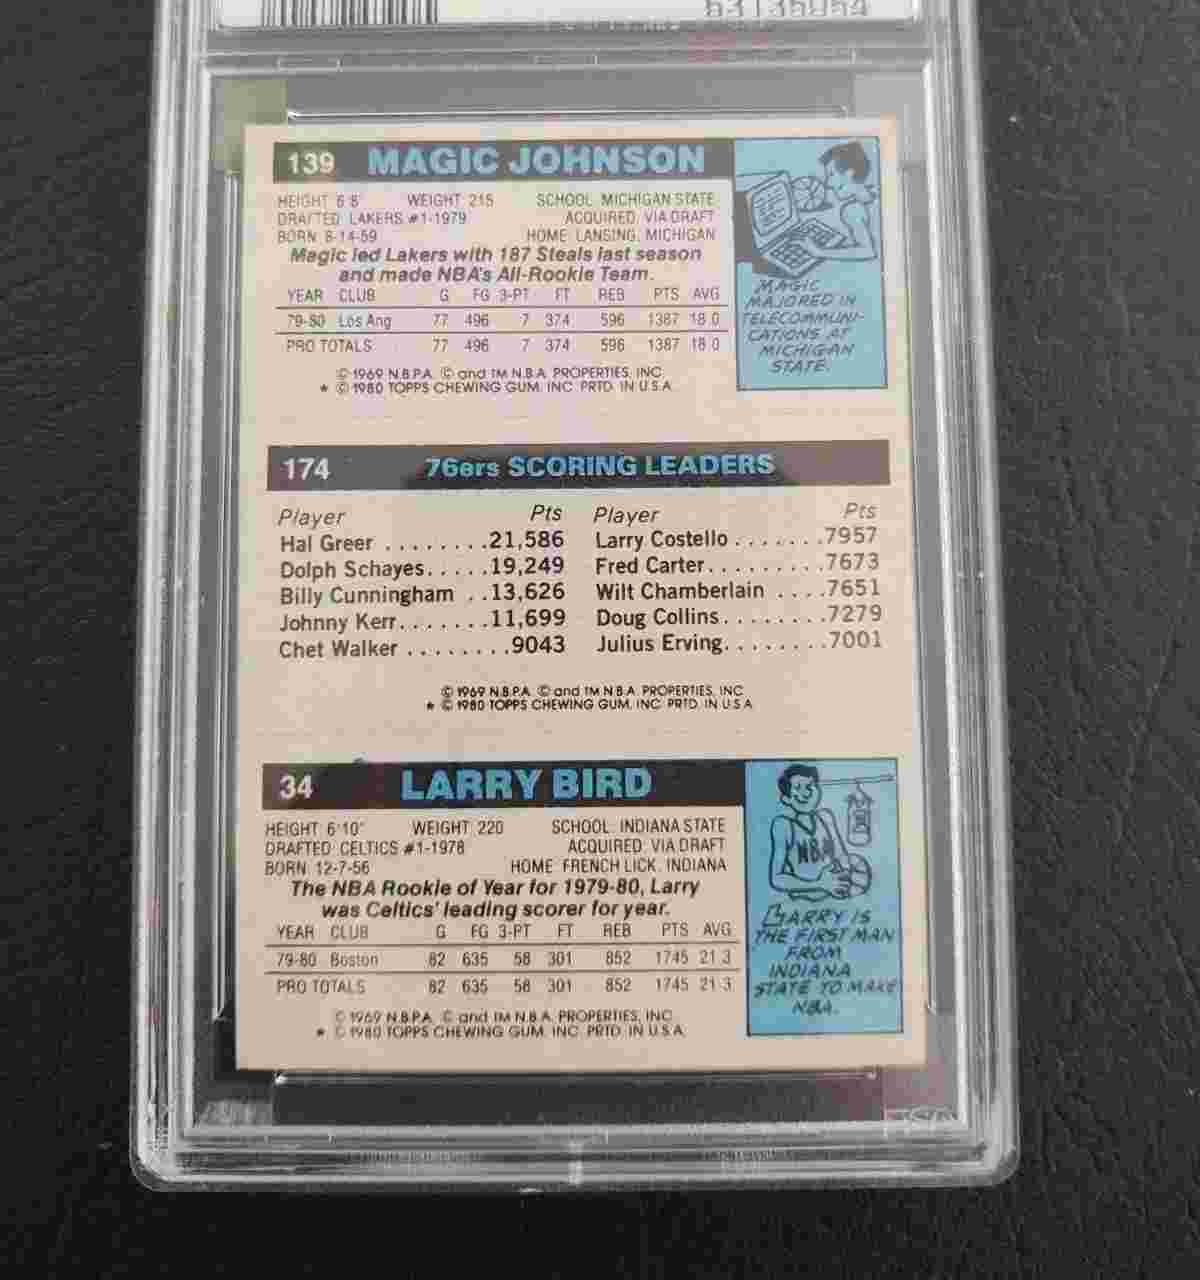 139 MAGIC JOHNSON
HEIGHT 6'8" WEIGHT 215 SCHOOL: MICHIGAN STATE
DRAFTED: LAKERS #1-1979 ACQUIRED: VIA DRAFT
BORN: 8-14-59 HOME: LANSING, MICHIGAN
Magic led Lakers with 187 Steals last season
and made NBA's All-Rookie Team.
YEAR CLUB G FG 3-PT FT REB PTS AVG
79-80 Los Ang 77 496 7 374 596 1387 18.0
PRO TOTALS 77 496 7 374 596 1387 18.0
© 1969 N.B.P.A. © and TM N.B.A. PROPERTIES, INC.
* © 1980 TOPPS CHEWING GUM, INC. PRTD. IN U.S.A.
MAGIC
MAJORED IN
TELECOMMUNI-
CATIONS AT
MICHIGAN
STATE.
174 76ers SCORING LEADERS
Player Pts Player Pts
Hal Greer ........21,586 Larry Costello .......7957
Dolph Schayes.....19,249 Fred Carter.........7673
Billy Cunningham ..13,626 Wilt Chamberlain ....7651
Johnny Kerr.......11,699 Doug Collins........7279
Chet Walker ........9043 Julius Erving........7001
© 1969 N.B.P.A. © and TM N.B.A. PROPERTIES, INC.
* © 1980 TOPPS CHEWING GUM, INC. PRTD. IN U.S.A.
34 LARRY BIRD
HEIGHT 6'10" WEIGHT 220 SCHOOL: INDIANA STATE
DRAFTED: CELTICS #1-1978 ACQUIRED: VIA DRAFT
BORN: 12-7-56 HOME: FRENCH LICK, INDIANA
The NBA Rookie of Year for 1979-80, Larry
was Celtics' leading scorer for year.
YEAR CLUB G FG 3-PT FT REB PTS AVG
79-80 Boston 82 635 58 301 852 1745 21.3
PRO TOTALS 82 635 58 301 852 1745 21.3
© 1969 N.B.P.A. © and TM N.B.A. PROPERTIES, INC.
* © 1980 TOPPS CHEWING GUM, INC. PRTD. IN U.S.A.
NBA
LARRY IS
THE FIRST MAN
FROM
INDIANA
STATE TO MAKE
NBA.